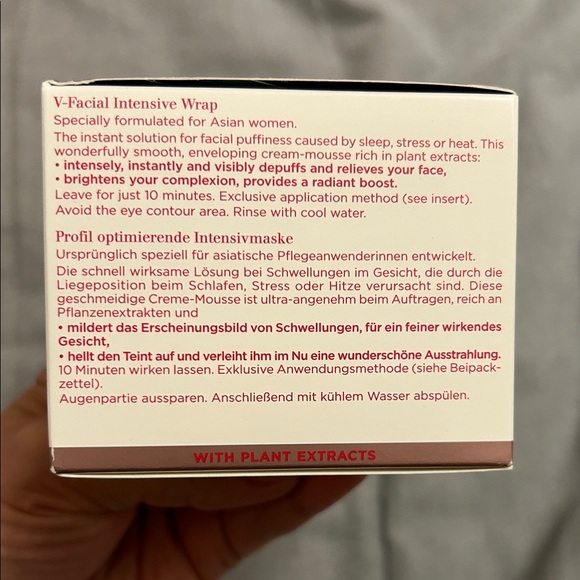 V-Facial Intensive Wrap
Specially formulated for Asian women.
The instant solution for facial puffiness caused by sleep, stress or heat. This
wonderfully smooth, enveloping cream-mousse rich in plant extracts:
• intensely, instantly and visibly depuffs and relieves your face,
• brightens your complexion, provides a radiant boost.
Leave for just 10 minutes. Exclusive application method (see insert).
Avoid the eye contour area. Rinse with cool water.
Profil optimierende Intensivmaske
Ursprünglich speziell für asiatische Pflegeanwenderinnen entwickelt.
Die schnell wirksame Lösung bei Schwellungen im Gesicht, die durch die
Liegeposition beim Schlafen, Stress oder Hitze verursacht sind. Diese
geschmeidige Creme-Mousse ist ultra-angenehm beim Auftragen, reich an
Pflanzenextrakten und
• mildert das Erscheinungsbild von Schwellungen, für ein feiner wirkendes
Gesicht,
• hellt den Teint auf und verleiht ihm im Nu eine wunderschöne Ausstrahlung.
10 Minuten wirken lassen. Exklusive Anwendungsmethode (siehe Beipack-
zettel).
Augenpartie aussparen. Anschließend mit kühlem Wasser abspülen.
WITH PLANT EXTRACTS